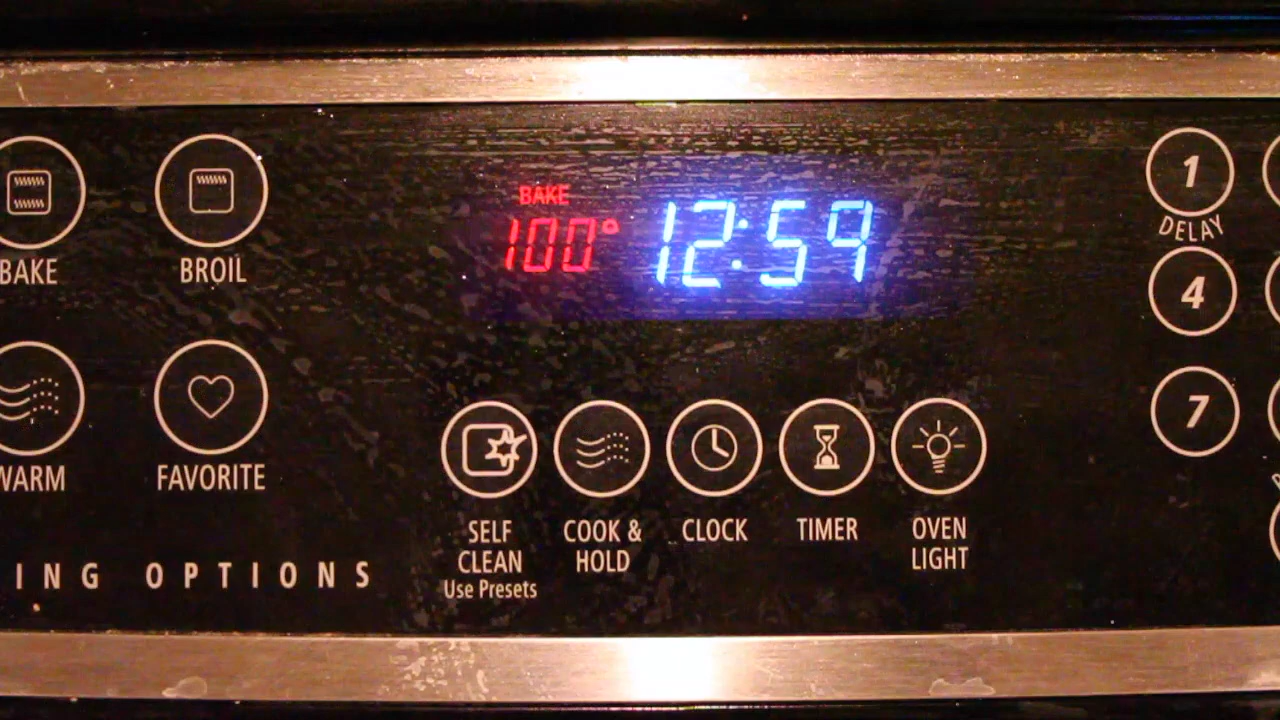 BAKE
BROIL
BAKE
100°
12:59
1
DELAY
4
7
WARM
FAVORITE
SELF
CLEAN
Use Presets
COOK &
HOLD
CLOCK
TIMER
OVEN
LIGHT
ING OPTIONS